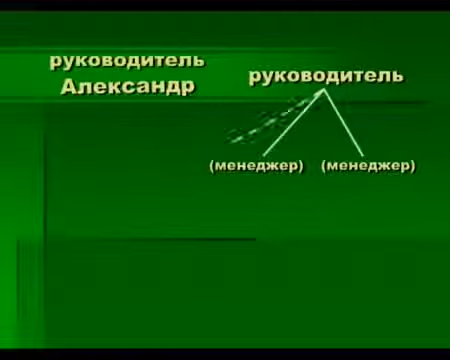 руководитель
Александр
руководитель
(менеджер) (менеджер)